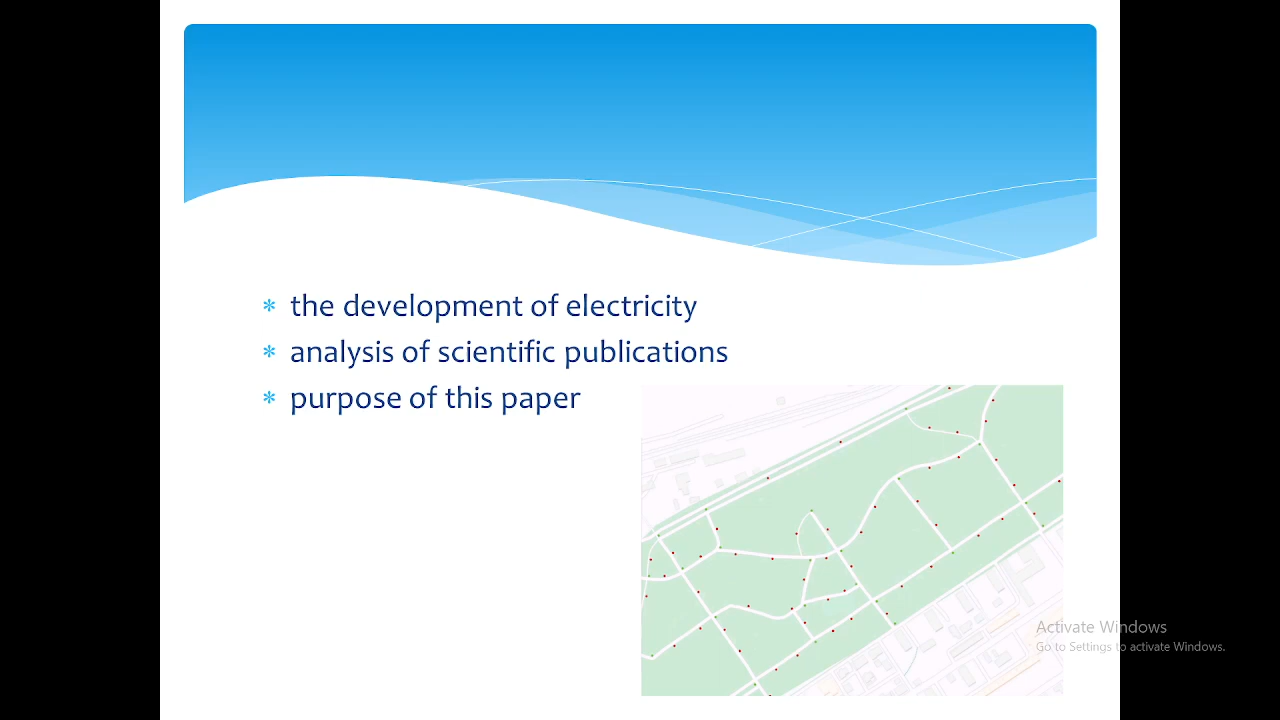 * the development of electricity
* analysis of scientific publications
* purpose of this paper
Activate Windows
Go to Settings to activate Windows.